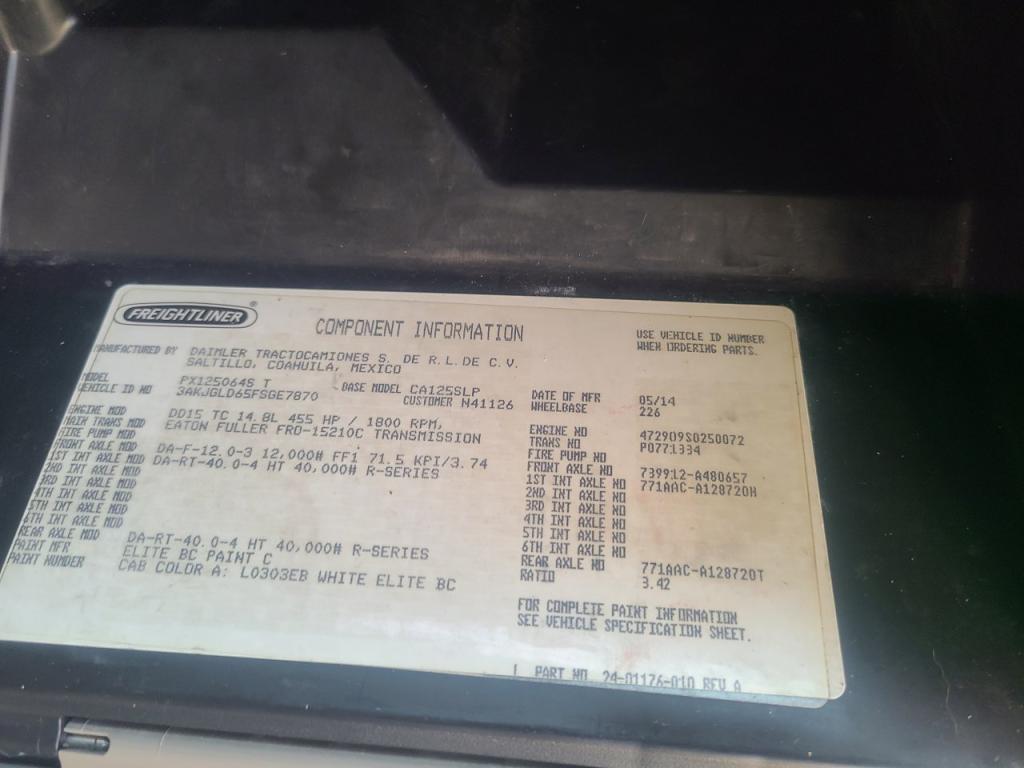 FREIGHTLINER®
COMPONENT INFORMATION
USE VEHICLE ID NUMBER
WHEN ORDERING PARTS.
MANUFACTURED BY DAIMLER TRACTOCAMIONES S. DE R.L. DE C.V.
SALTILLO, COAHUILA, MEXICO
MODEL PX125064S T BASE MODEL CA125SLP DATE OF MFR 05/14
VEHICLE ID NO 3AKJGLD65FSGE7870 CUSTOMER N41126 WHEELBASE 226
ENGINE MOD DD15 TC 14.8L 455 HP / 1800 RPM, ENGINE NO 472909S0250072
MAIN TRANS MOD EATON FULLER FRO-15210C TRANSMISSION TRANS NO P0771334
FIRE PUMP MOD FIRE PUMP NO
FRONT AXLE MOD DA-F-12.0-3 12,000# FF1 71.5 KPI/3.74 FRONT AXLE NO 739912-A480657
1ST INT AXLE MOD DA-RT-40.0-4 HT 40,000# R-SERIES 1ST INT AXLE NO 771AAC-A128720H
2ND INT AXLE MOD 2ND INT AXLE NO
3RD INT AXLE MOD 3RD INT AXLE NO
4TH INT AXLE MOD 4TH INT AXLE NO
5TH INT AXLE MOD 5TH INT AXLE NO
6TH INT AXLE MOD 6TH INT AXLE NO
REAR AXLE MOD DA-RT-40.0-4 HT 40,000# R-SERIES REAR AXLE NO 771AAC-A128720T
PAINT MFR ELITE BC PAINT C RATIO 3.42
PAINT NUMBER CAB COLOR A: L0303EB WHITE ELITE BC
FOR COMPLETE PAINT INFORMATION
SEE VEHICLE SPECIFICATION SHEET.
PART NO. 24-01176-010 REV A